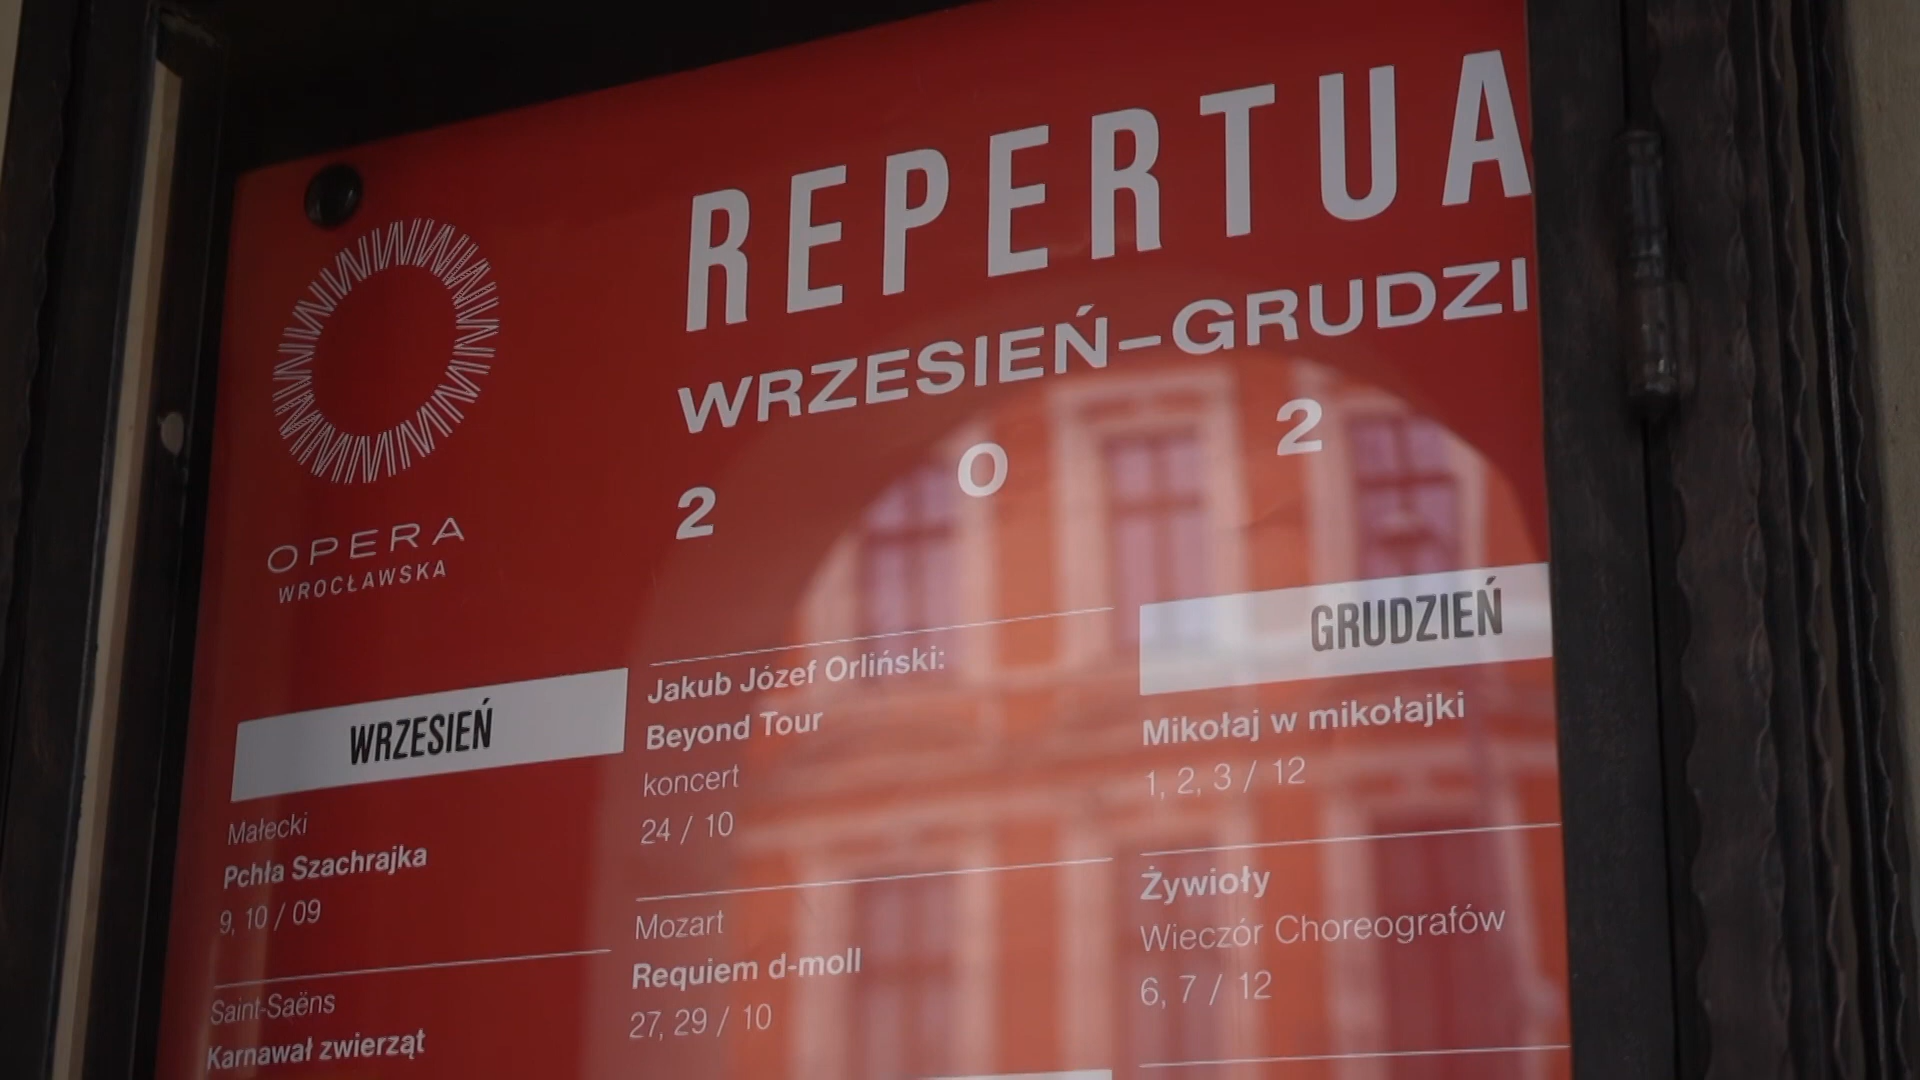 REPERTUA
WRZESIEŃ–GRUDZI
2 0 2
OPERA
WROCŁAWSKA
WRZESIEŃ
Małecki
Pchła Szachrajka
9, 10 / 09
Saint-Saëns
Karnawał zwierząt
Jakub Józef Orliński:
Beyond Tour
koncert
24 / 10
Mozart
Requiem d-moll
27, 29 / 10
GRUDZIEŃ
Mikołaj w mikołajki
1, 2, 3 / 12
Żywioły
Wieczór Choreografów
6, 7 / 12